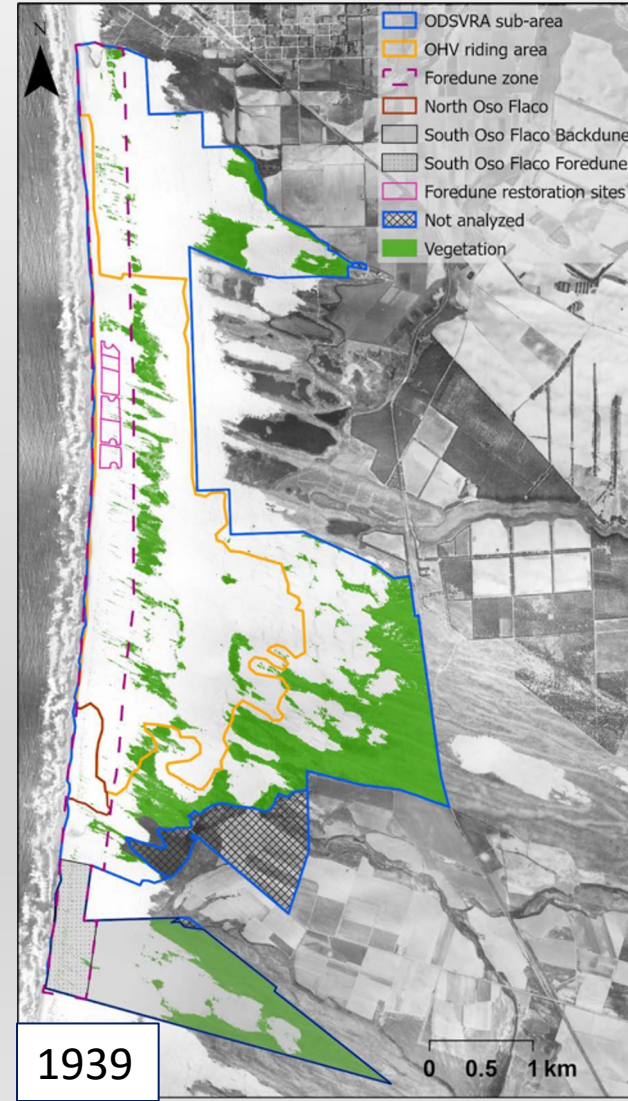 N
ODSVRA sub-area
OHV riding area
Foredune zone
North Oso Flaco
South Oso Flaco Backdune
South Oso Flaco Foredune
Foredune restoration sites
Not analyzed
Vegetation
1939
0 0.5 1 km